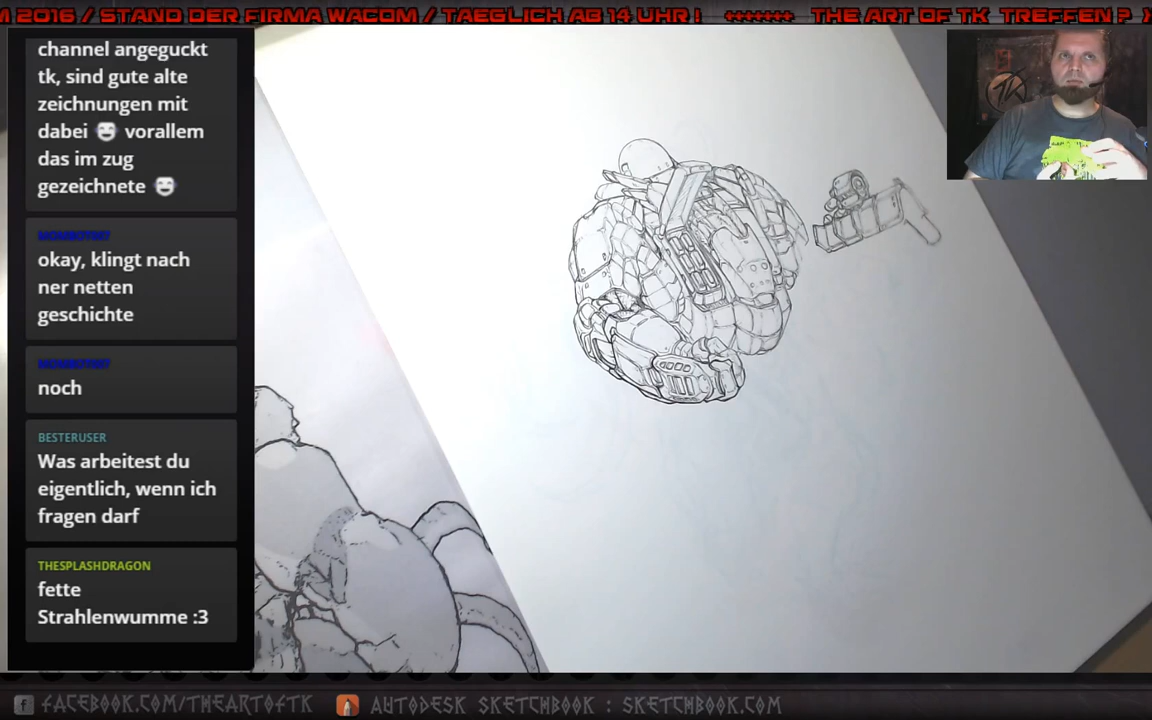 M 2016 / STAND DER FIRMA WACOM / TAEGLICH AB 14 UHR ! +++++++ THE ART OF TK TREFFEN ?
channel angeguckt
tk, sind gute alte
zeichnungen mit
dabei vorallem
das im zug
gezeichnete
okay, klingt nach
ner netten
geschichte
noch
BESTERUSER
Was arbeitest du
eigentlich, wenn ich
fragen darf
THESPLASHDRAGON
fette
Strahlenwumme :3
TK
FACEBOOK.COM/THEARTOFTK
AUTODESK SKETCHBOOK : SKETCHBOOK.COM